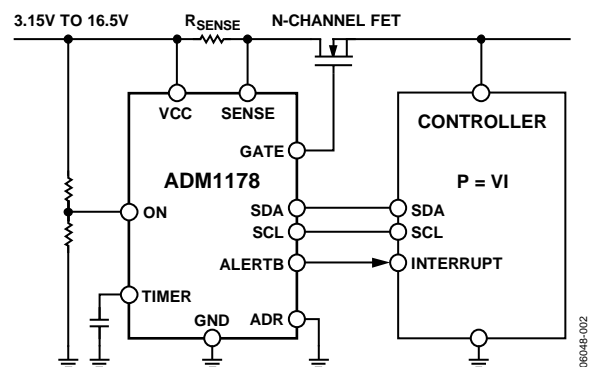 3.15V TO 16.5V
RSENSE
N-CHANNEL FET
VCC
SENSE
CONTROLLER
GATE
ADM1178
P = VI
ON
SDA
SDA
SCL
SCL
ALERTB
INTERRUPT
TIMER
GND
ADR
06048-002